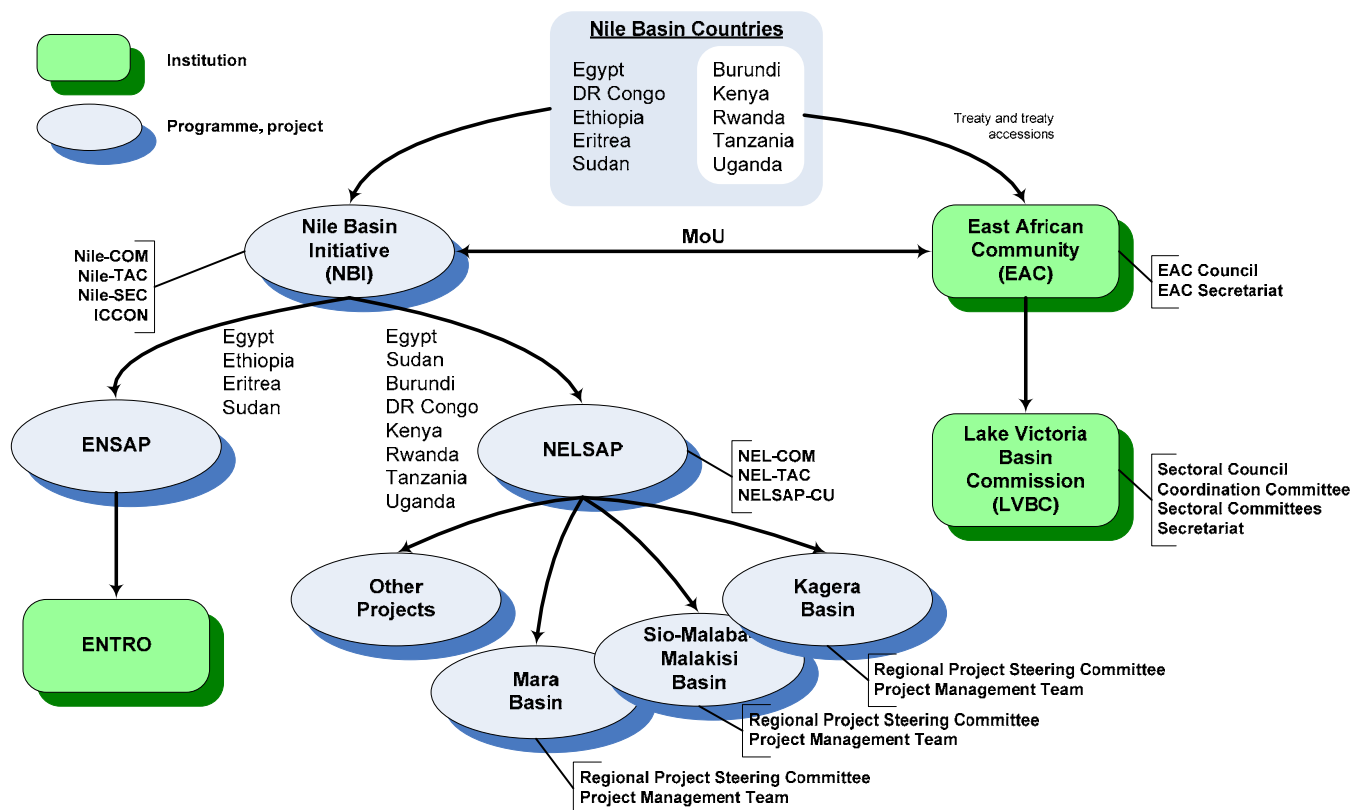 Institution
Programme, project
Nile Basin Countries
Egypt
DR Congo
Ethiopia
Eritrea
Sudan
Burundi
Kenya
Rwanda
Tanzania
Uganda
Treaty and treaty
accessions
Nile Basin
Initiative
(NBI)
Nile-COM
Nile-TAC
Nile-SEC
ICCON
MoU
East African
Community
(EAC)
EAC Council
EAC Secretariat
Egypt
Ethiopia
Eritrea
Sudan
Egypt
Sudan
Burundi
DR Congo
Kenya
Rwanda
Tanzania
Uganda
ENSAP
NELSAP
NEL-COM
NEL-TAC
NELSAP-CU
Lake Victoria
Basin
Commission
(LVBC)
Sectoral Council
Coordination Committee
Sectoral Committees
Secretariat
ENTRO
Other
Projects
Mara
Basin
Sio-Malaba-
Malakisi
Basin
Kagera
Basin
Regional Project Steering Committee
Project Management Team
Regional Project Steering Committee
Project Management Team
Regional Project Steering Committee
Project Management Team